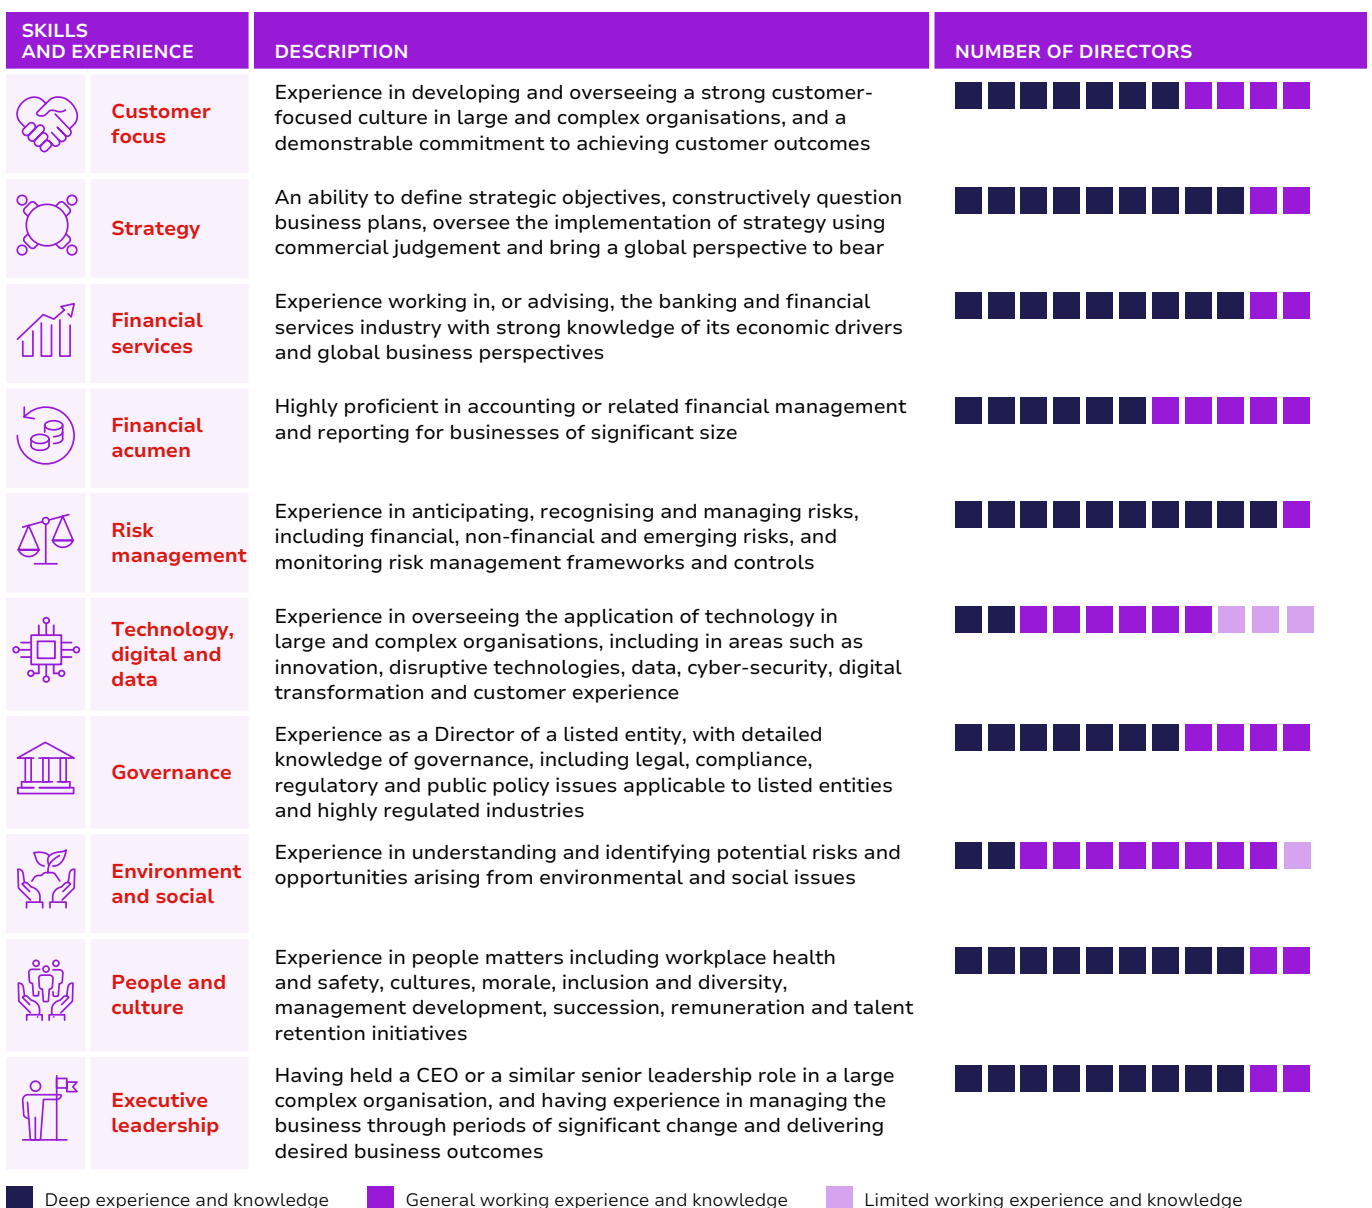 SKILLS
AND EXPERIENCE
DESCRIPTION
NUMBER OF DIRECTORS
Customer
focus
Experience in developing and overseeing a strong customer-
focused culture in large and complex organisations, and a
demonstrable commitment to achieving customer outcomes
Strategy
An ability to define strategic objectives, constructively question
business plans, oversee the implementation of strategy using
commercial judgement and bring a global perspective to bear
Financial
services
Experience working in, or advising, the banking and financial
services industry with strong knowledge of its economic drivers
and global business perspectives
Financial
acumen
Highly proficient in accounting or related financial management
and reporting for businesses of significant size
Risk
management
Experience in anticipating, recognising and managing risks,
including financial, non-financial and emerging risks, and
monitoring risk management frameworks and controls
Technology,
digital and
data
Experience in overseeing the application of technology in
large and complex organisations, including in areas such as
innovation, disruptive technologies, data, cyber-security, digital
transformation and customer experience
Governance
Experience as a Director of a listed entity, with detailed
knowledge of governance, including legal, compliance,
regulatory and public policy issues applicable to listed entities
and highly regulated industries
Environment
and social
Experience in understanding and identifying potential risks and
opportunities arising from environmental and social issues
People and
culture
Experience in people matters including workplace health
and safety, cultures, morale, inclusion and diversity,
management development, succession, remuneration and talent
retention initiatives
Executive
leadership
Having held a CEO or a similar senior leadership role in a large
complex organisation, and having experience in managing the
business through periods of significant change and delivering
desired business outcomes
Deep experience and knowledge
General working experience and knowledge
Limited working experience and knowledge